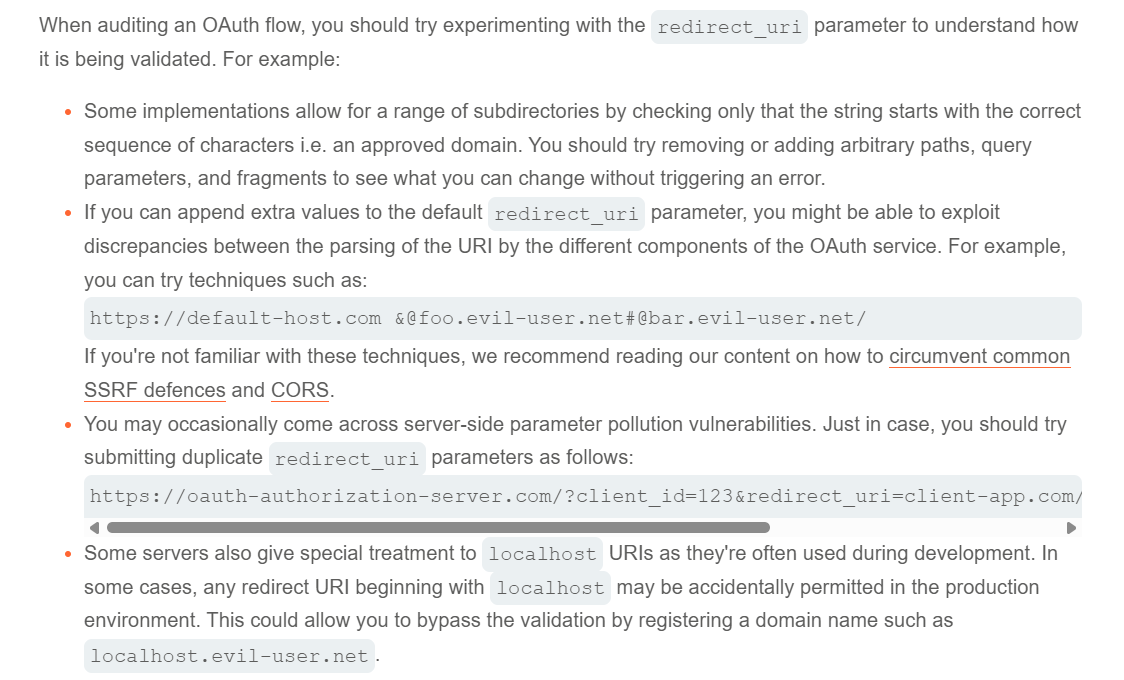 When auditing an OAuth flow, you should try experimenting with the redirect_uri parameter to understand how
it is being validated. For example:
Some implementations allow for a range of subdirectories by checking only that the string starts with the correct
sequence of characters i.e. an approved domain. You should try removing or adding arbitrary paths, query
parameters, and fragments to see what you can change without triggering an error.
If you can append extra values to the default redirect_uri parameter, you might be able to exploit
discrepancies between the parsing of the URI by the different components of the OAuth service. For example,
you can try techniques such as:
https://default-host.com &@foo.evil-user.net#@bar.evil-user.net/
If you're not familiar with these techniques, we recommend reading our content on how to circumvent common
SSRF defences and CORS.
You may occasionally come across server-side parameter pollution vulnerabilities. Just in case, you should try
submitting duplicate redirect_uri parameters as follows:
https://oauth-authorization-server.com/?client_id=123&redirect_uri=client-app.com/
Some servers also give special treatment to localhost URIs as they're often used during development. In
some cases, any redirect URI beginning with localhost may be accidentally permitted in the production
environment. This could allow you to bypass the validation by registering a domain name such as
localhost.evil-user.net.